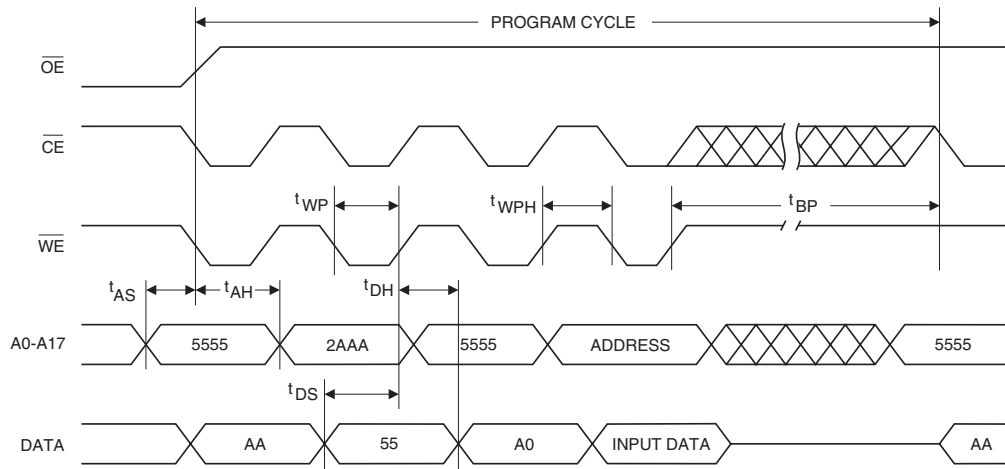 PROGRAM CYCLE
OE
CE
tWP
tWPH
tBP
WE
tAS
tAH
tDH
A0-A17
5555
2AAA
5555
ADDRESS
5555
tDS
DATA
AA
55
A0
INPUT DATA
AA